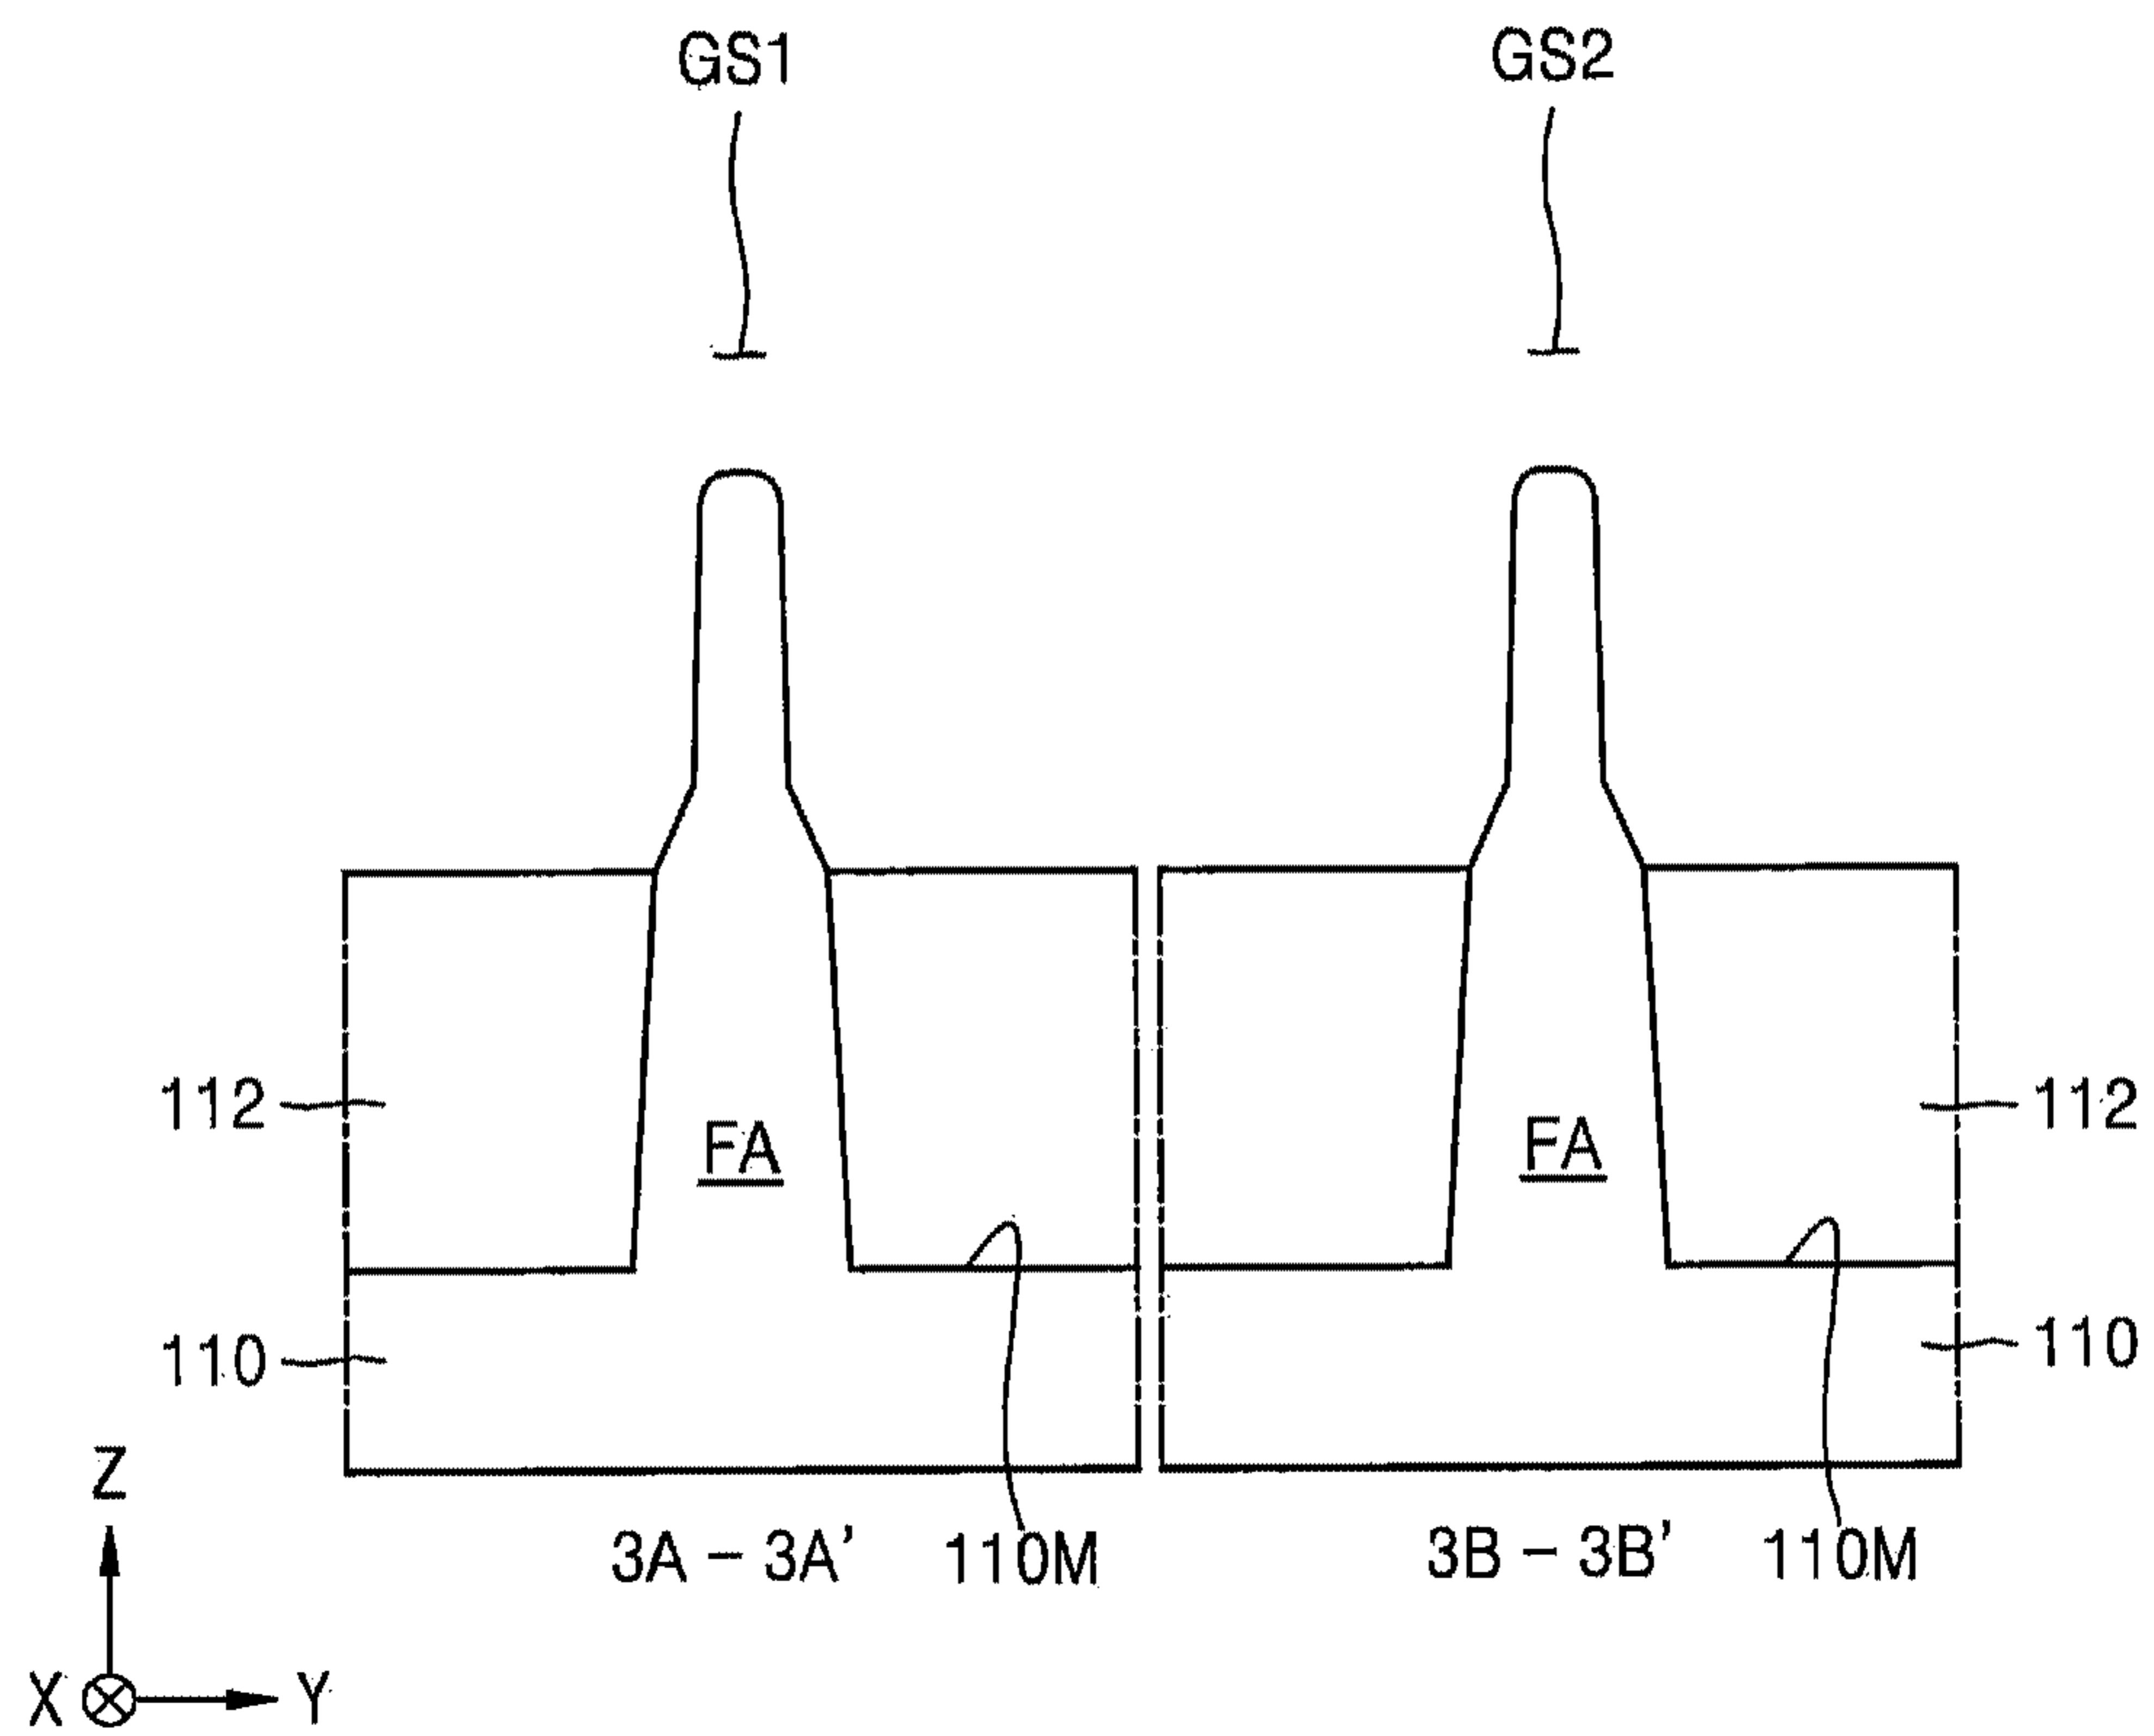 GS1 GS2
112 FA FA 112
110 110
Z
3A – 3A' 110M 3B – 3B' 110M
X Y